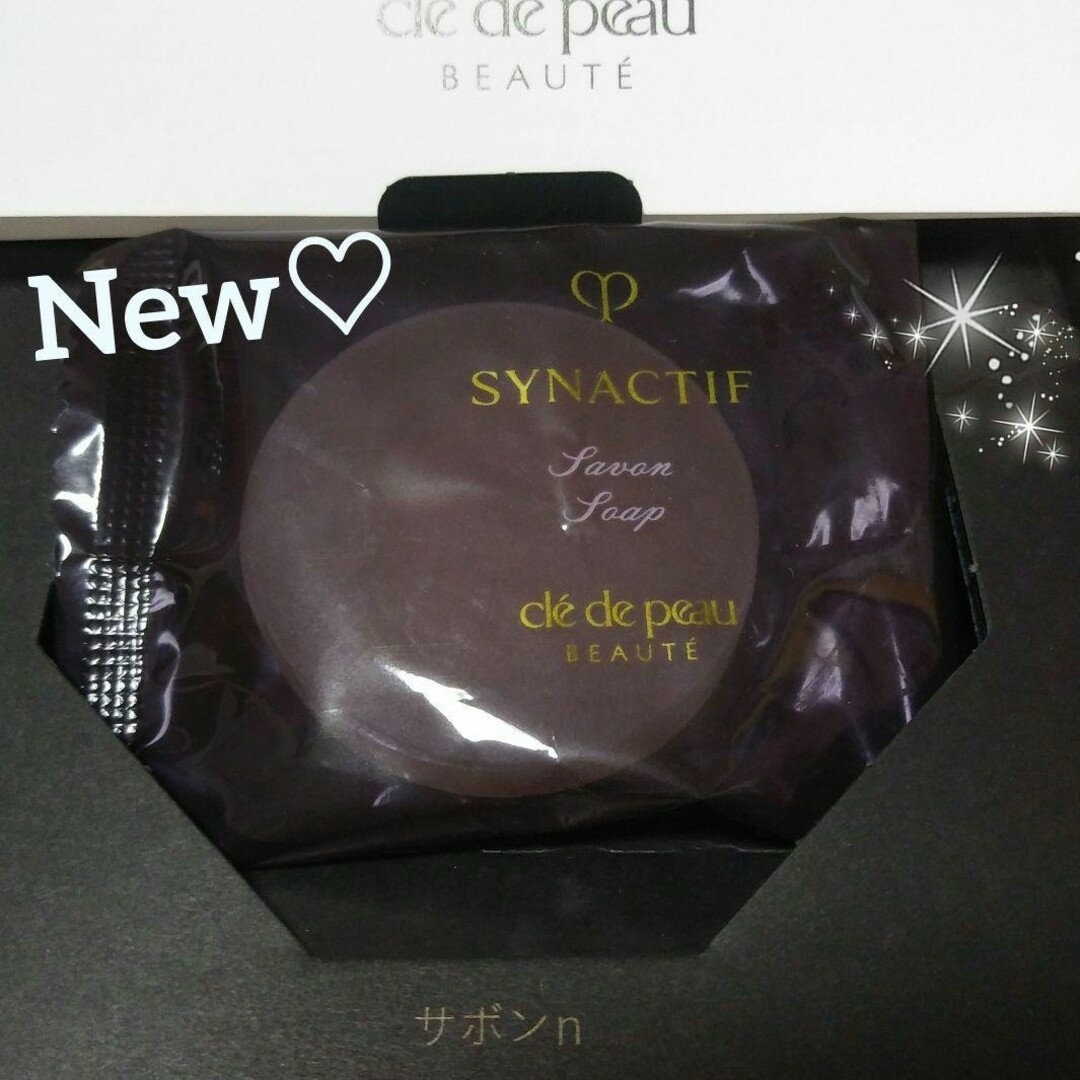 clé de peau
BEAUTÉ
New♡
SYNACTIF
Savon
Soap
clé de peau
BEAUTÉ
サボンn